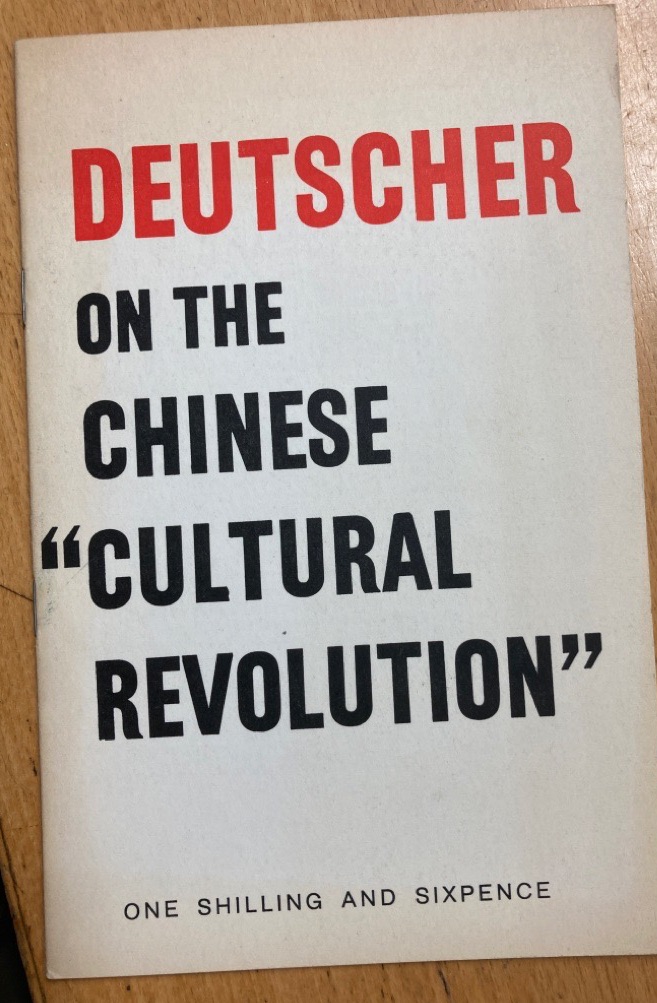 DEUTSCHER
ON THE
CHINESE
“CULTURAL
REVOLUTION”
ONE SHILLING AND SIXPENCE